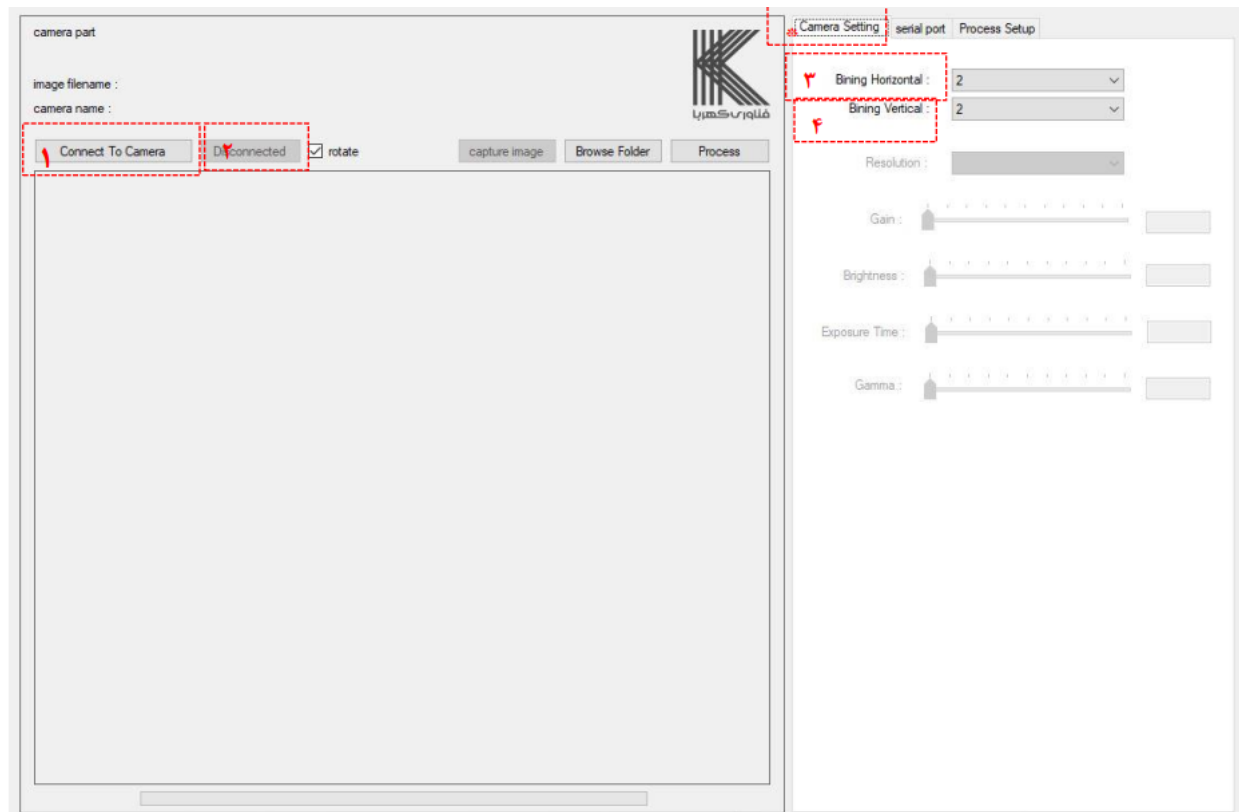 camera part
image filename :
camera name :
فناوری کهربا
۱ Connect To Camera
۲ Disconnected
rotate
capture image
Browse Folder
Process
* Camera Setting
serial port
Process Setup
۳ Bining Horizontal :
2
۴ Bining Vertical :
2
Resolution :
Gain :
Brightness :
Exposure Time :
Gamma :